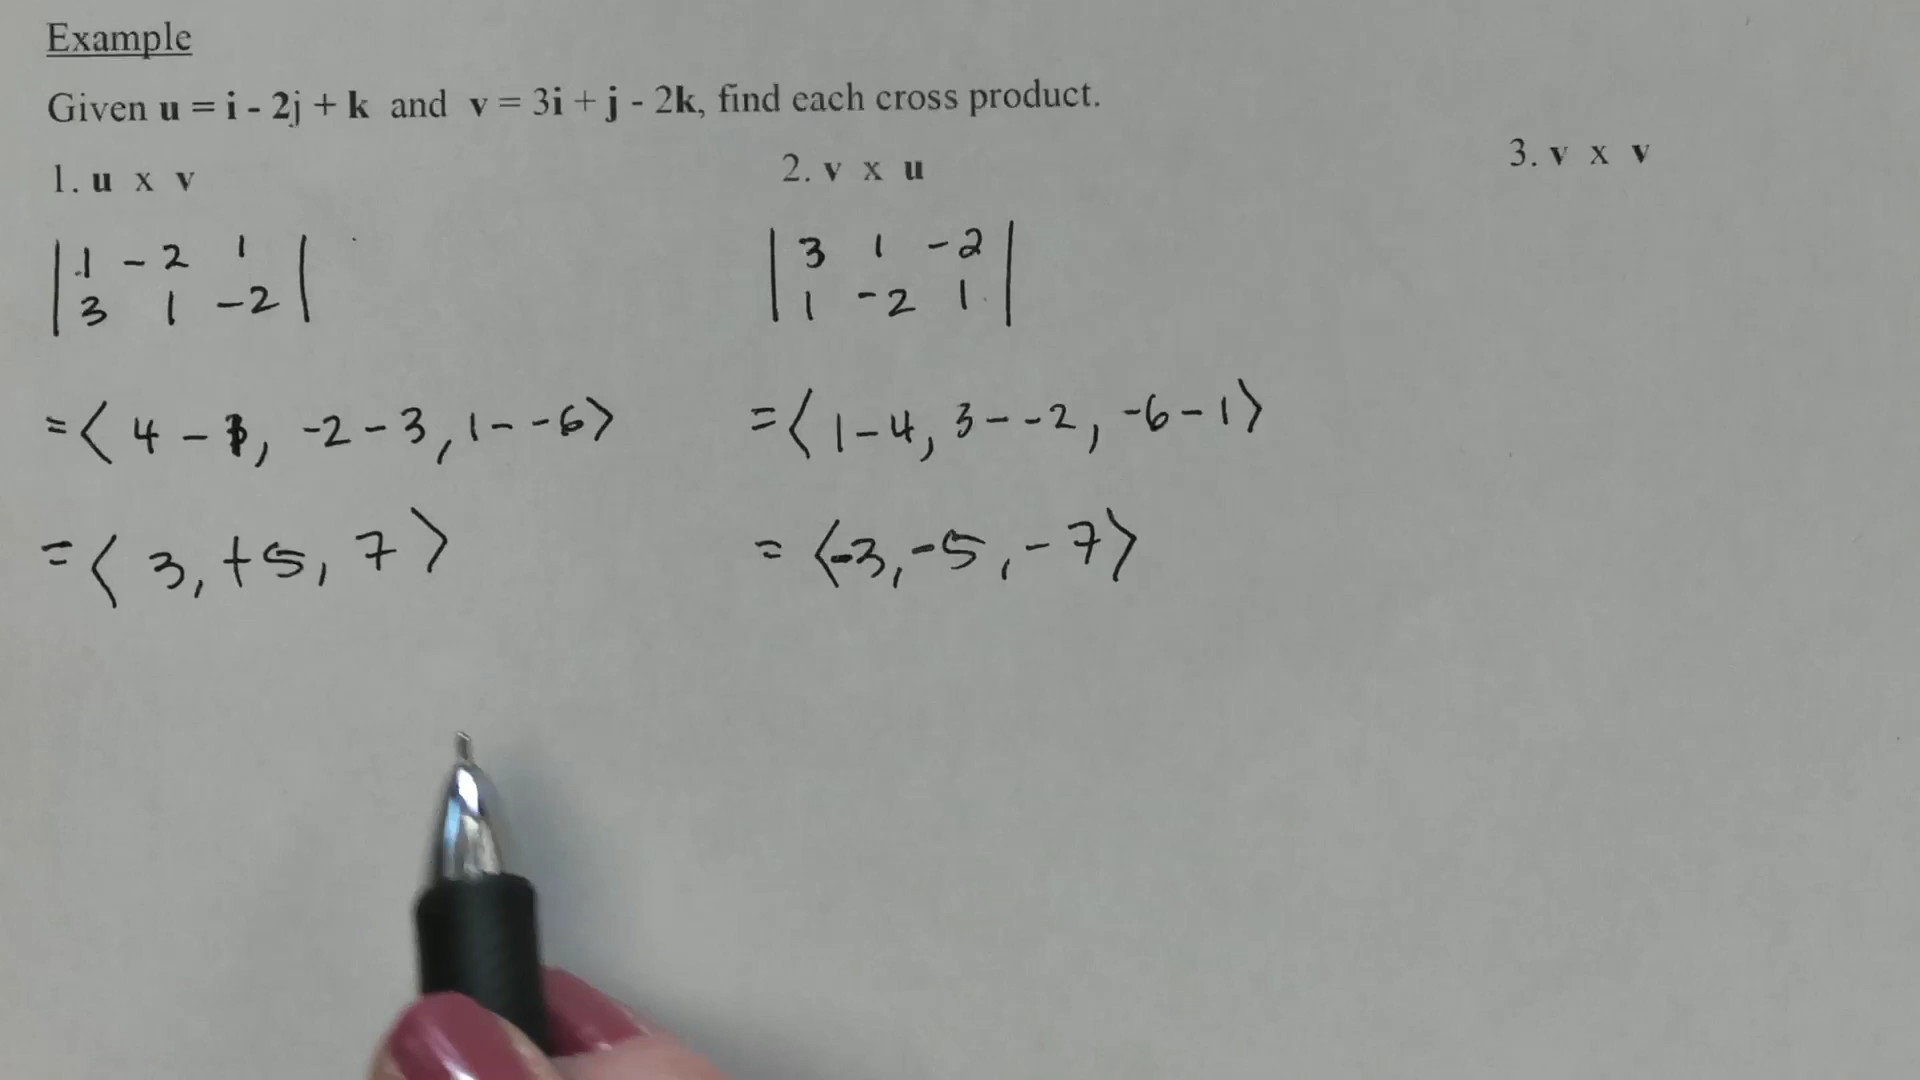 Example
Given u = i - 2j + k and v = 3i + j - 2k, find each cross product.
1. u x v
| 1 -2 1 |
| 3 1 -2 |
= ⟨ 4 - 1, -2 - 3, 1 - -6 ⟩
= ⟨ 3, +5, 7 ⟩
2. v x u
| 3 1 -2 |
| 1 -2 1 |
= ⟨ 1 - 4, 3 - -2, -6 - 1 ⟩
= ⟨ -3, -5, -7 ⟩
3. v x v